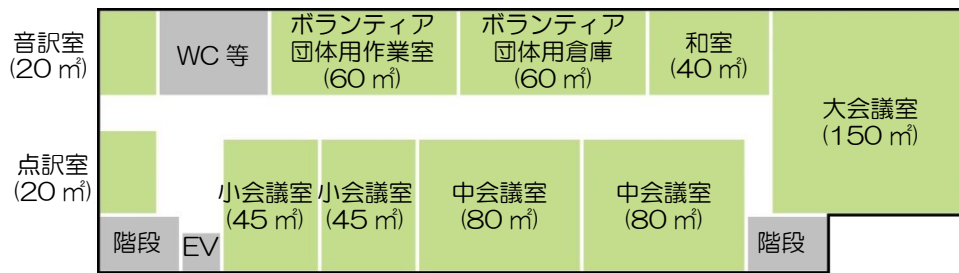 音訳室
(20 ㎡)
WC 等
ボランティア
団体用作業室
(60 ㎡)
ボランティア
団体用倉庫
(60 ㎡)
和室
(40 ㎡)
大会議室
(150 ㎡)
点訳室
(20 ㎡)
小会議室
(45 ㎡)
小会議室
(45 ㎡)
中会議室
(80 ㎡)
中会議室
(80 ㎡)
階段
EV
階段